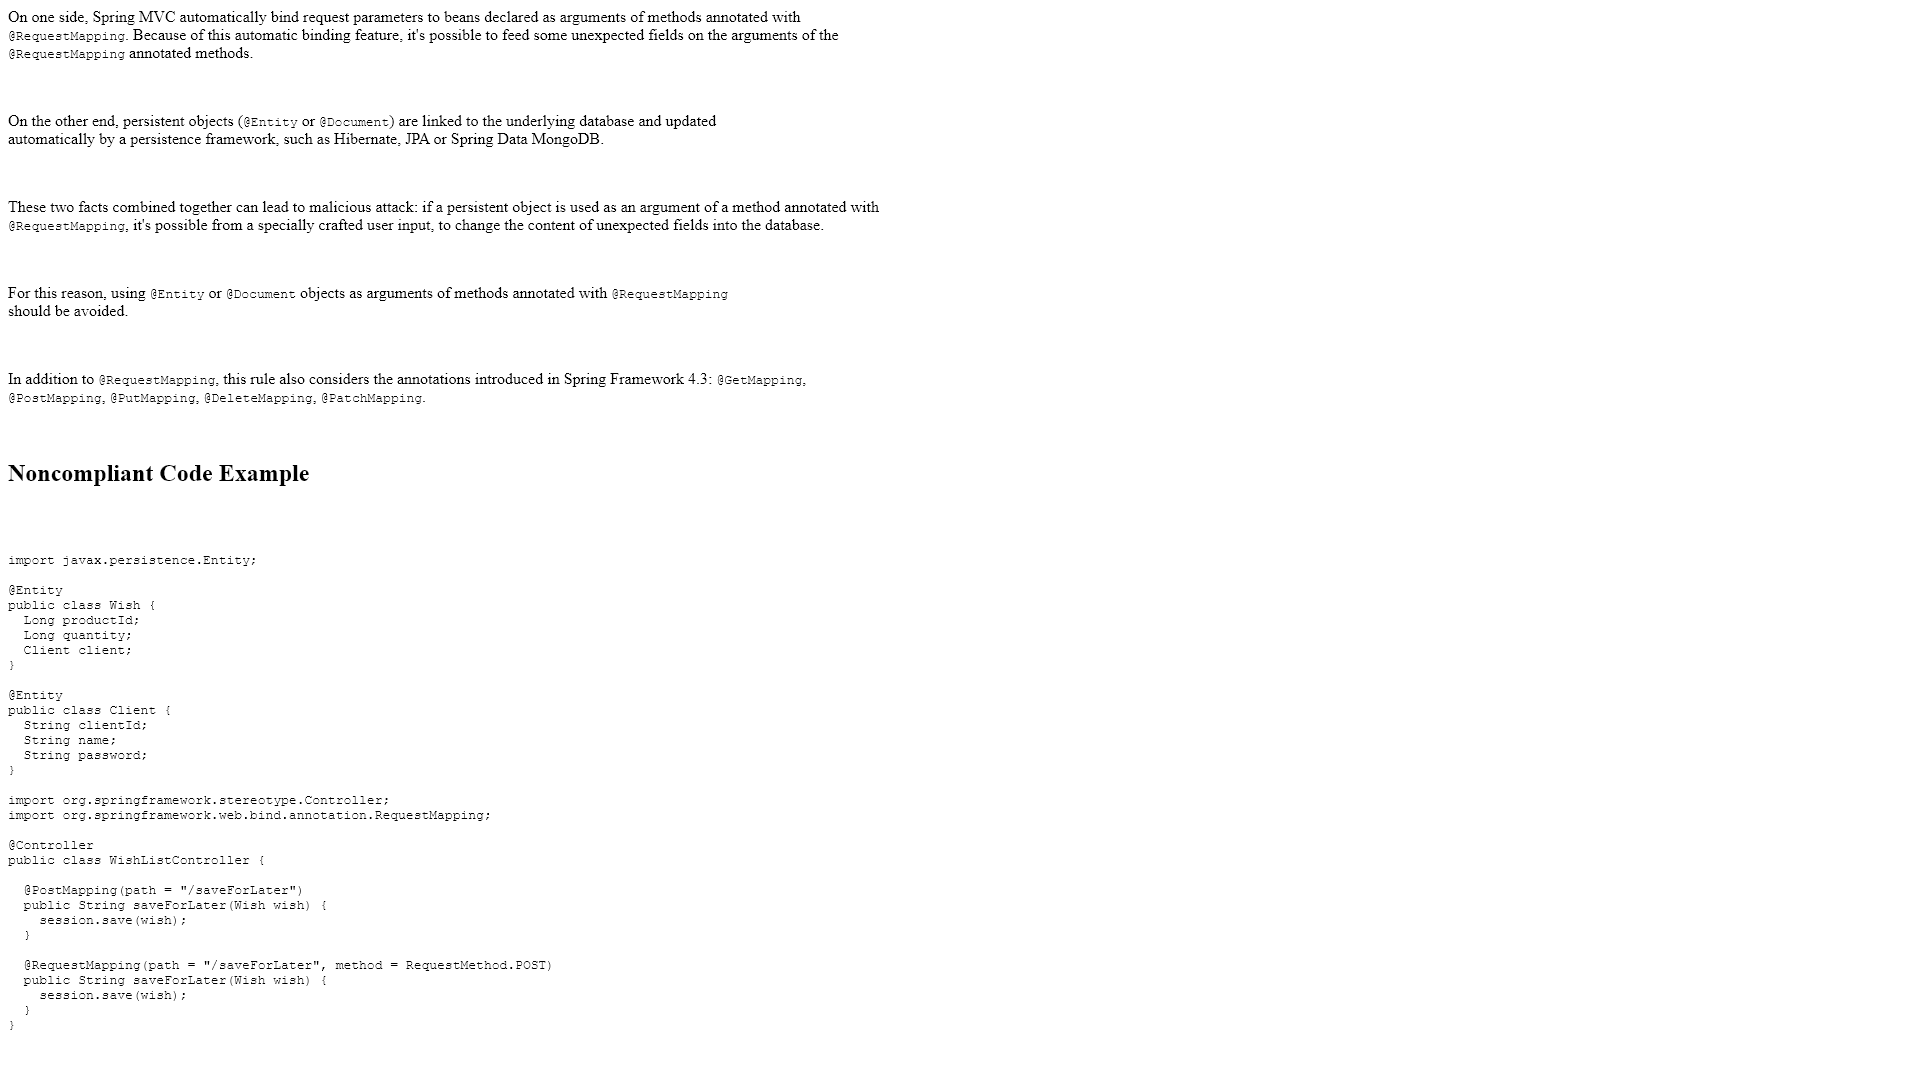 On one side, Spring MVC automatically bind request parameters to beans declared as arguments of methods annotated with
@RequestMapping. Because of this automatic binding feature, it's possible to feed some unexpected fields on the arguments of the
@RequestMapping annotated methods.
On the other end, persistent objects (@Entity or @Document) are linked to the underlying database and updated
automatically by a persistence framework, such as Hibernate, JPA or Spring Data MongoDB.
These two facts combined together can lead to malicious attack: if a persistent object is used as an argument of a method annotated with
@RequestMapping, it's possible from a specially crafted user input, to change the content of unexpected fields into the database.
For this reason, using @Entity or @Document objects as arguments of methods annotated with @RequestMapping
should be avoided.
In addition to @RequestMapping, this rule also considers the annotations introduced in Spring Framework 4.3: @GetMapping,
@PostMapping, @PutMapping, @DeleteMapping, @PatchMapping.
Noncompliant Code Example
import javax.persistence.Entity;
@Entity
public class Wish {
  Long productId;
  Long quantity;
  Client client;
}
@Entity
public class Client {
  String clientId;
  String name;
  String password;
}
import org.springframework.stereotype.Controller;
import org.springframework.web.bind.annotation.RequestMapping;
@Controller
public class WishListController {
  @PostMapping(path = "/saveForLater")
  public String saveForLater(Wish wish) {
    session.save(wish);
  }
  @RequestMapping(path = "/saveForLater", method = RequestMethod.POST)
  public String saveForLater(Wish wish) {
    session.save(wish);
  }
}